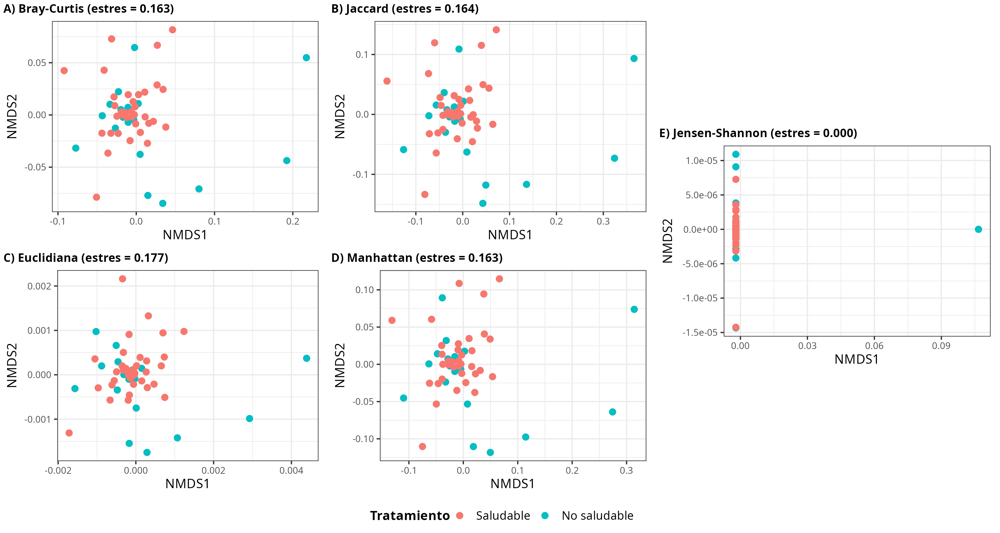 A) Bray-Curtis (estres = 0.163)
NMDS2
0.05
0.00
-0.05
-0.1 0.0 0.1 0.2
NMDS1
B) Jaccard (estres = 0.164)
NMDS2
0.1
0.0
-0.1
-0.1 0.0 0.1 0.2 0.3
NMDS1
C) Euclidiana (estres = 0.177)
NMDS2
0.002
0.001
0.000
-0.001
-0.002 0.000 0.002 0.004
NMDS1
D) Manhattan (estres = 0.163)
NMDS2
0.10
0.05
0.00
-0.05
-0.10
-0.1 0.0 0.1 0.2 0.3
NMDS1
E) Jensen-Shannon (estres = 0.000)
NMDS2
1.0e-05
5.0e-06
0.0e+00
-5.0e-06
-1.0e-05
-1.5e-05
0.00 0.03 0.06 0.09
NMDS1
Tratamiento Saludable No saludable